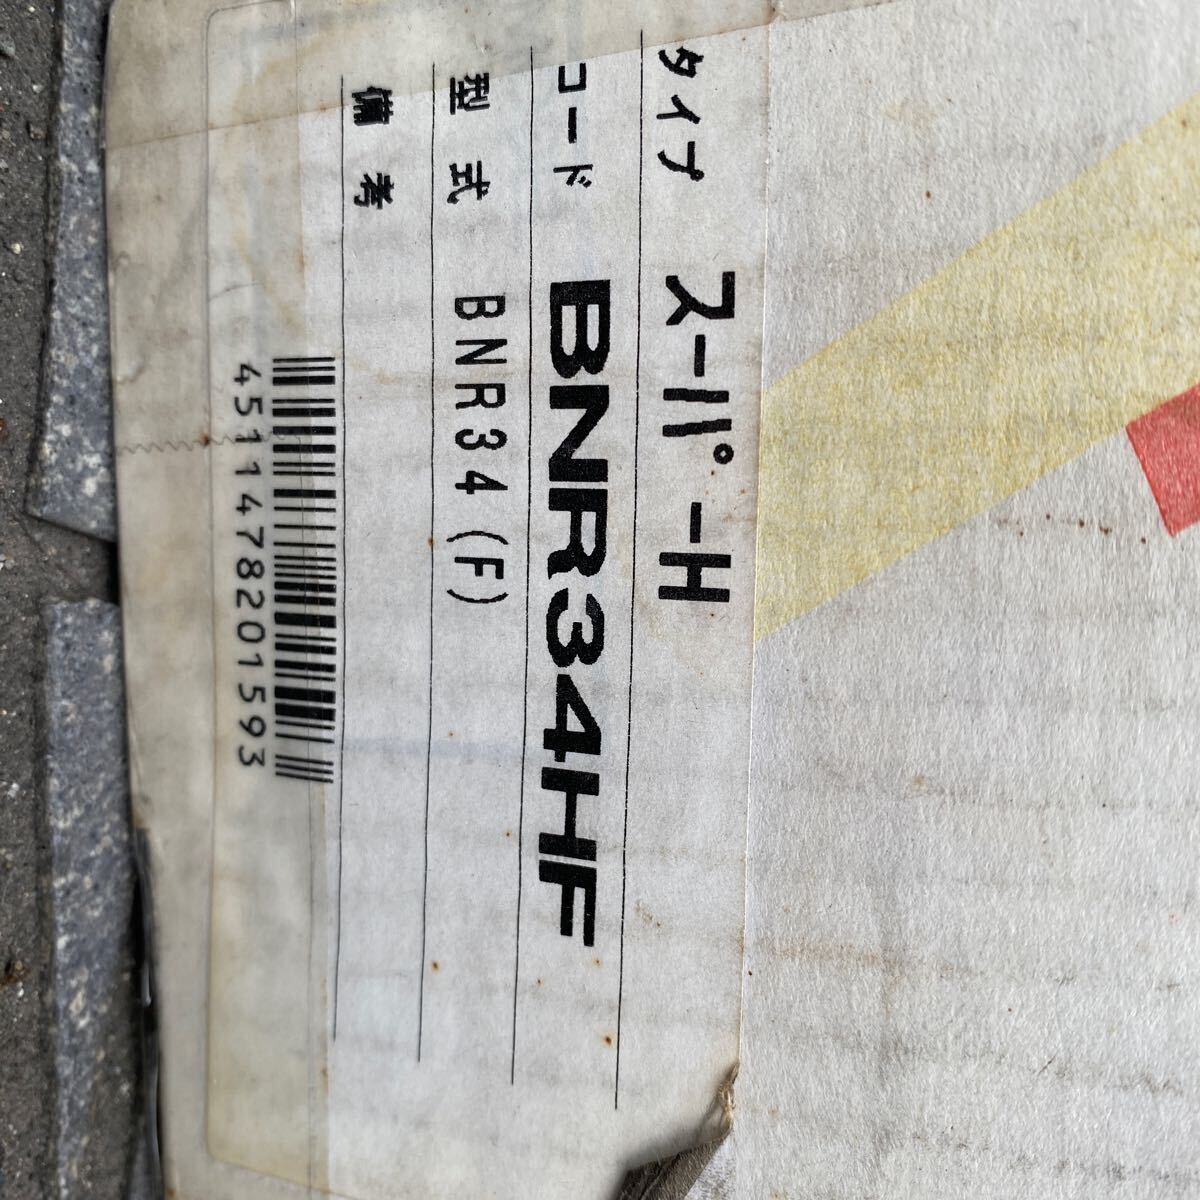 タイプ スーパーH
コード BNR34HF
型式 BNR34(F)
備考
4511478201593